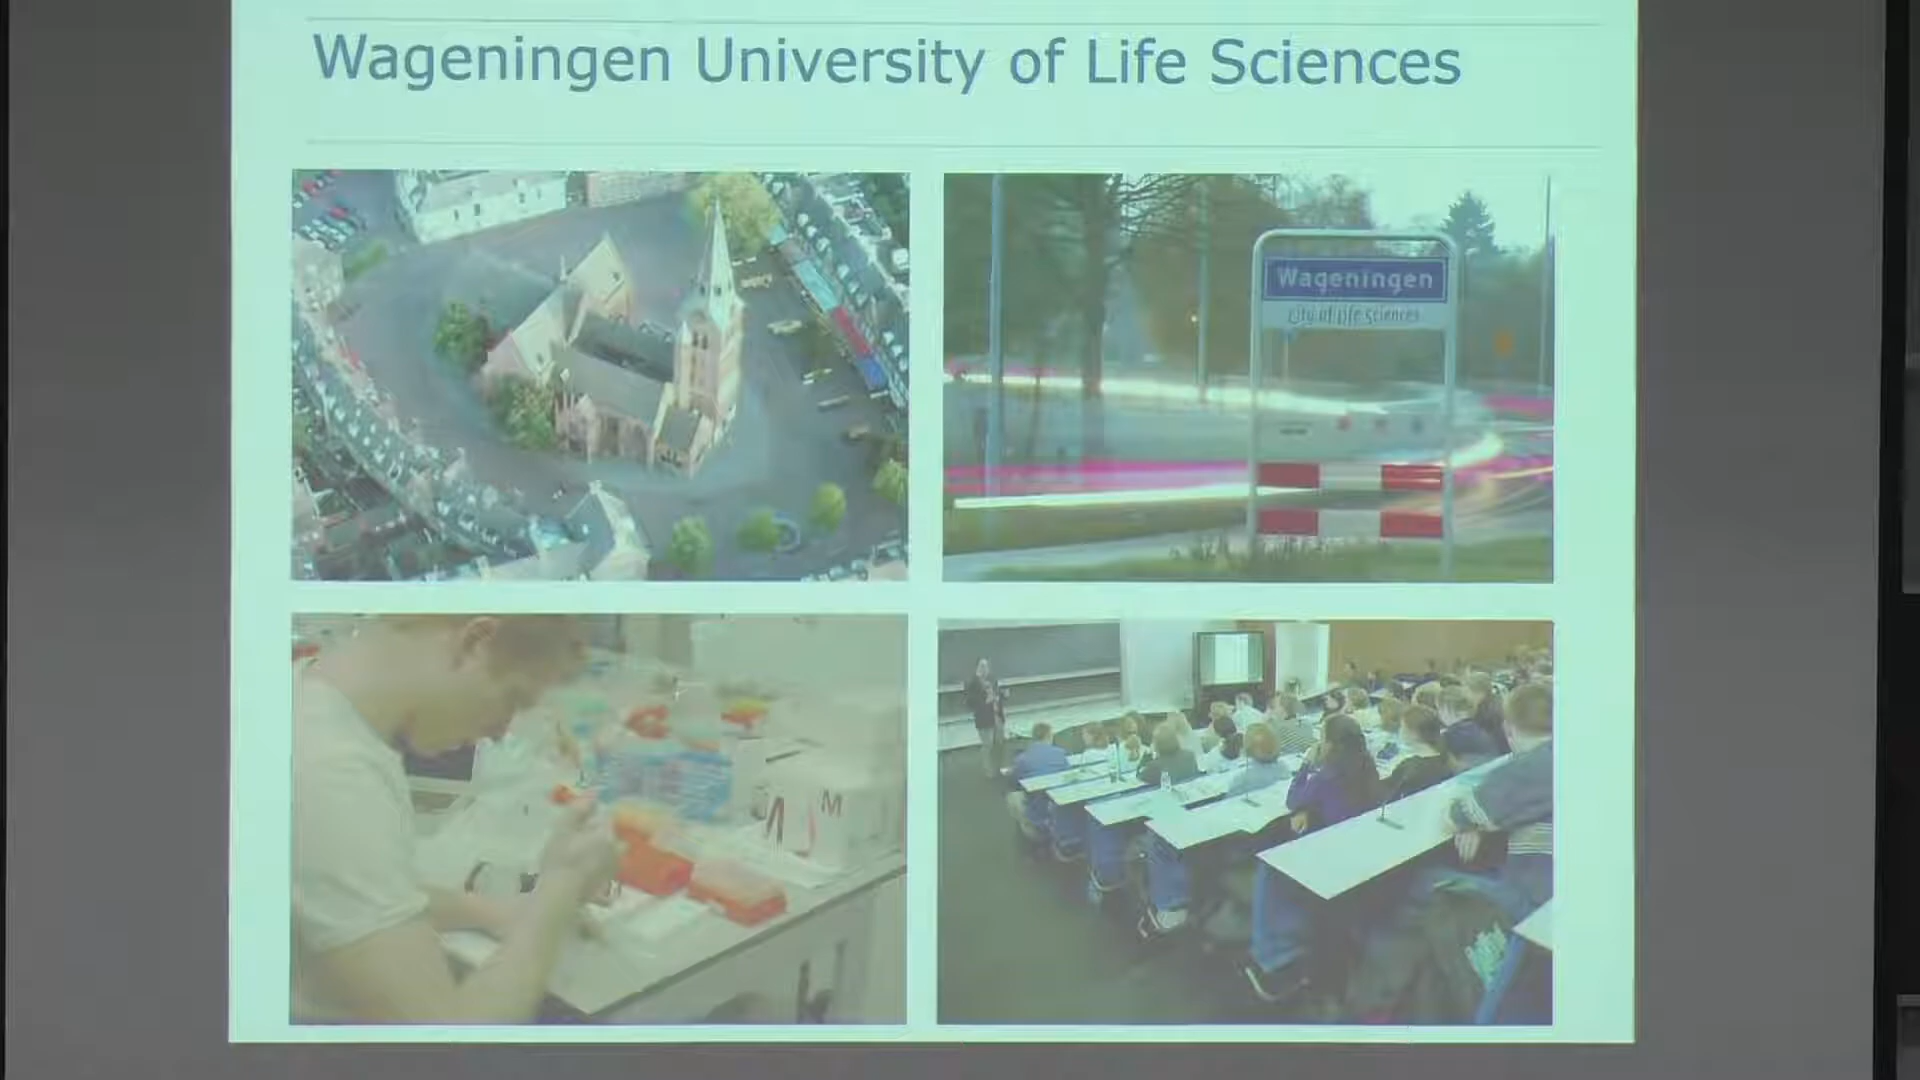 Wageningen University of Life Sciences
Wageningen
City of life sciences
M